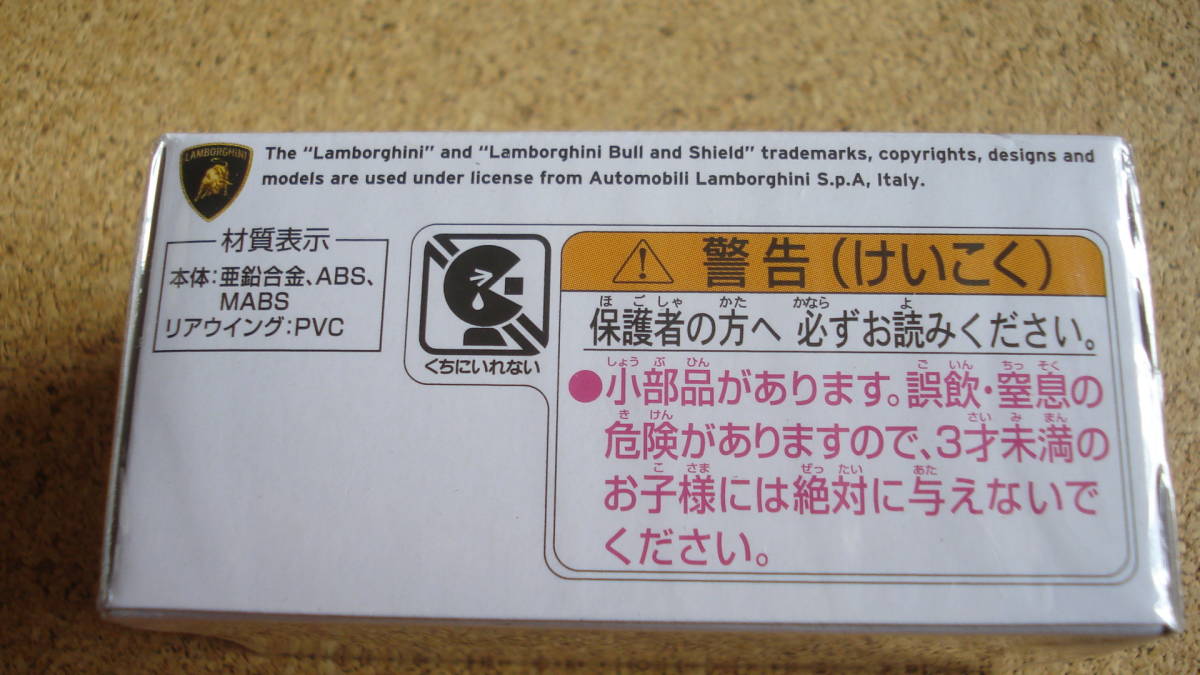 LAMBORGHINI
The "Lamborghini" and "Lamborghini Bull and Shield" trademarks, copyrights, designs and
models are used under license from Automobili Lamborghini S.p.A, Italy.
材質表示
本体:亜鉛合金、ABS、
MABS
リアウイング:PVC
くちにいれない
警告(けいこく)
ほごしゃ かた かなら よ
保護者の方へ 必ずお読みください。
しょうぶひん ごいん ちっそく
●小部品があります。誤飲・窒息の
きけん さいみまん
危険がありますので、3才未満の
こさま ぜったい あた
お子様には絶対に与えないで
ください。